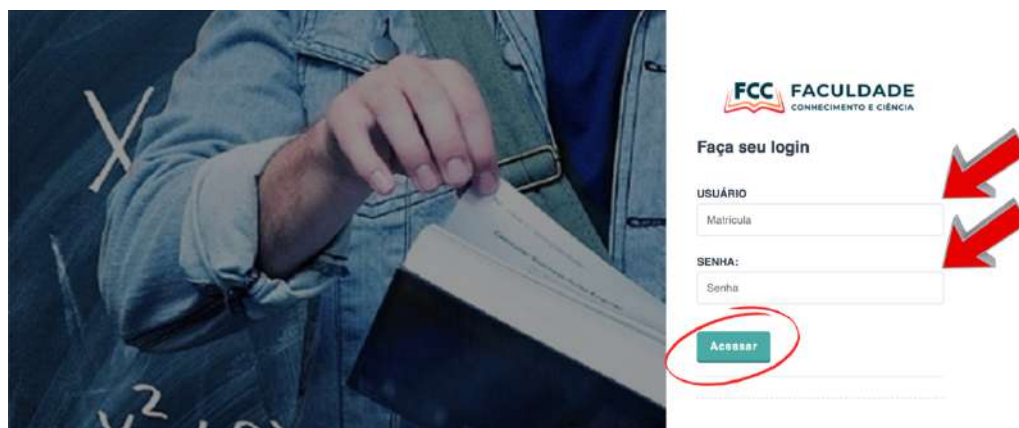 FCC FACULDADE
CONHECIMENTO E CIÊNCIA
Faça seu login
USUÁRIO
Matrícula
SENHA:
Senha
Acessar
X